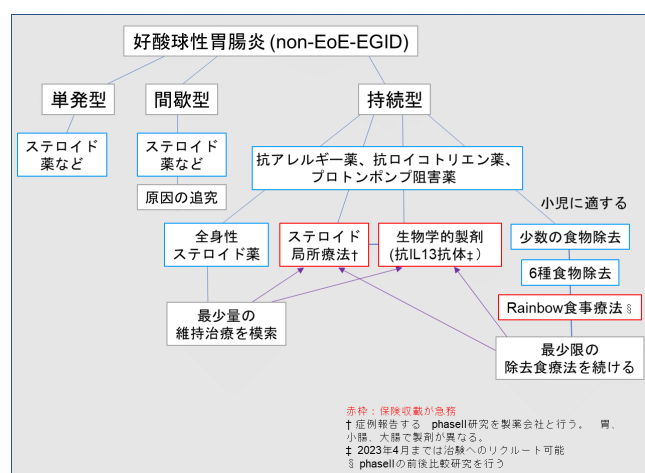 好酸球性胃腸炎 (non-EoE-EGID)
単発型
間歇型
持続型
ステロイド
薬など
ステロイド
薬など
原因の追究
抗アレルギー薬、抗ロイコトリエン薬、
プロトンポンプ阻害薬
小児に適する
全身性
ステロイド薬
ステロイド
局所療法†
生物学的製剤
(抗IL13抗体‡)
少数の食物除去
6種食物除去
Rainbow食事療法§
最少量の
維持治療を模索
最少限の
除去食療法を続ける
赤枠：保険収載が急務
† 症例報告する　phaseII研究を製薬会社と行う。　胃、
小腸、大腸で製剤が異なる。
‡ 2023年4月までは治験へのリクルート可能
§ phaseIIの前後比較研究を行う